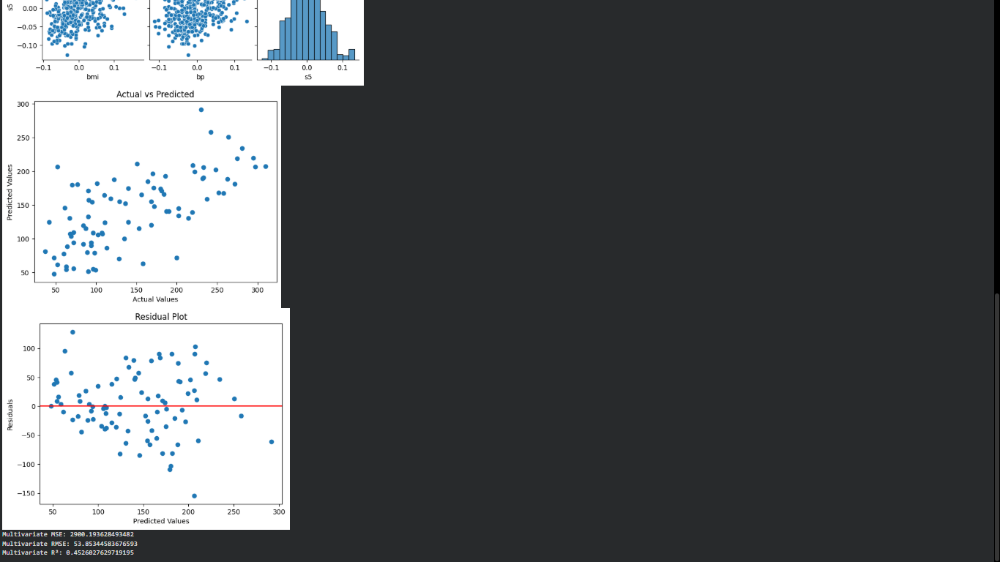 s5
0.00
−0.05
−0.10
−0.1 0.0 0.1 −0.1 0.0 0.1 −0.1 0.0 0.1
bmi bp s5
Actual vs Predicted
300
250
200
150
100
50
Predicted Values
50 100 150 200 250 300
Actual Values
Residual Plot
100
50
0
−50
−100
−150
Residuals
50 100 150 200 250 300
Predicted Values
Multivariate MSE: 2900.193628493482
Multivariate RMSE: 53.85344583676593
Multivariate R²: 0.4526027629719195